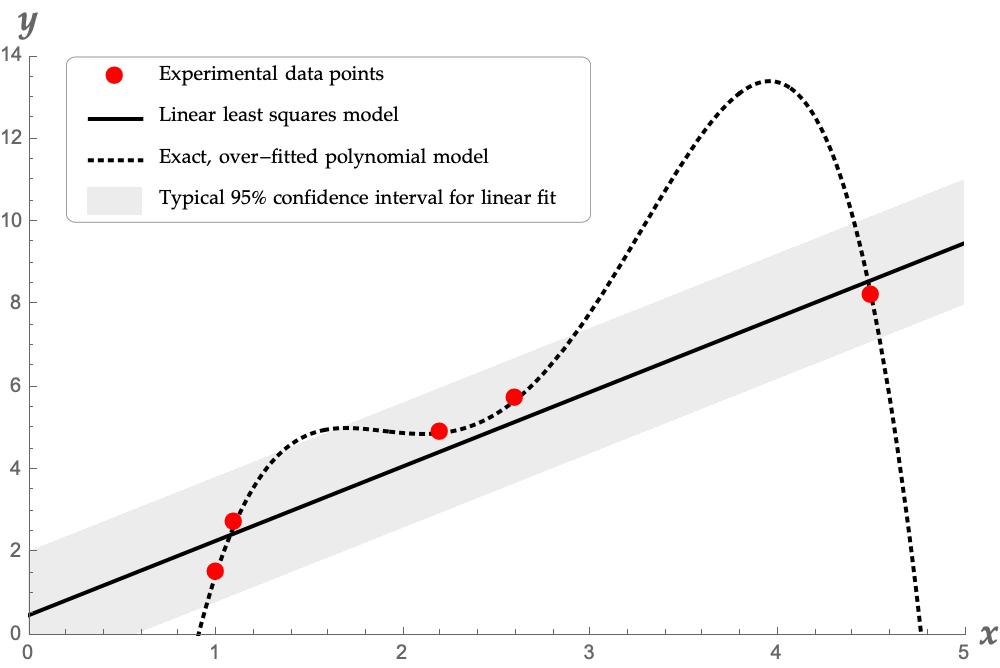 y
14
12
10
8
6
4
2
0
Experimental data points
Linear least squares model
Exact, over−fitted polynomial model
Typical 95% confidence interval for linear fit
0 1 2 3 4 5 x